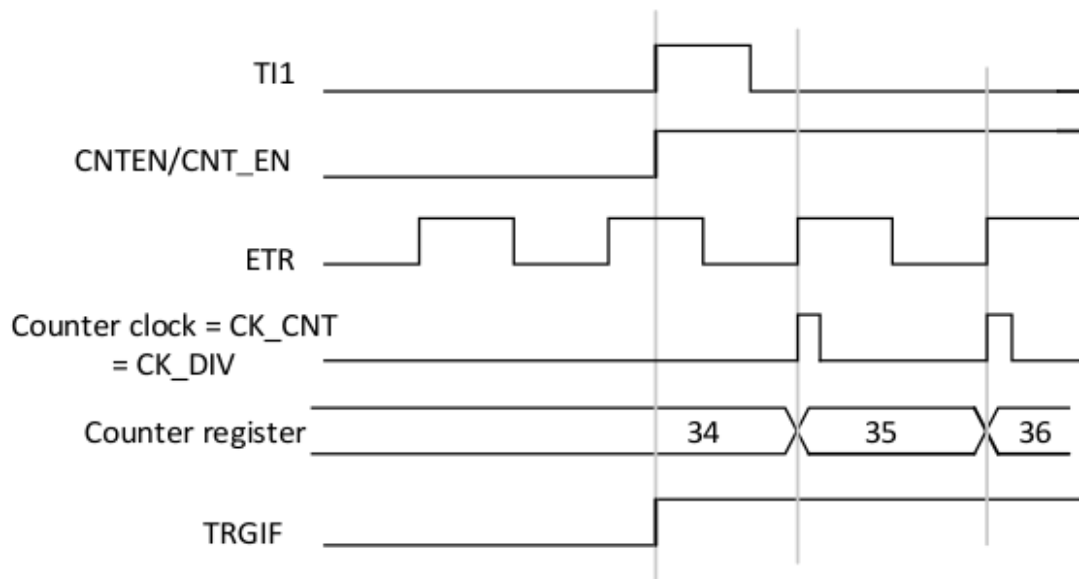 TI1
CNTEN/CNT_EN
ETR
Counter clock = CK_CNT
= CK_DIV
Counter register 34 35 36
TRGIF